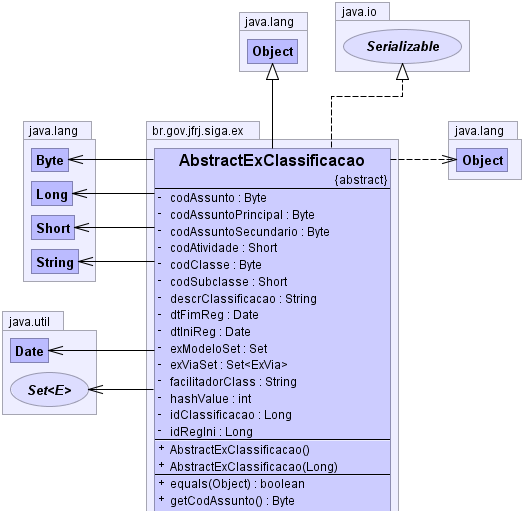 java.lang
Object
java.io
Serializable
java.lang
Byte
Long
Short
String
br.gov.jfrj.siga.ex
AbstractExClassificacao
{abstract}
- codAssunto : Byte
- codAssuntoPrincipal : Byte
- codAssuntoSecundario : Byte
- codAtividade : Short
- codClasse : Byte
- codSubclasse : Short
- descrClassificacao : String
- dtFimReg : Date
- dtIniReg : Date
- exModeloSet : Set
- exViaSet : Set<ExVia>
- facilitadorClass : String
- hashValue : int
- idClassificacao : Long
- idRegIni : Long
+ AbstractExClassificacao()
+ AbstractExClassificacao(Long)
+ equals(Object) : boolean
+ getCodAssunto() : Byte
java.lang
Object
java.util
Date
Set<E>